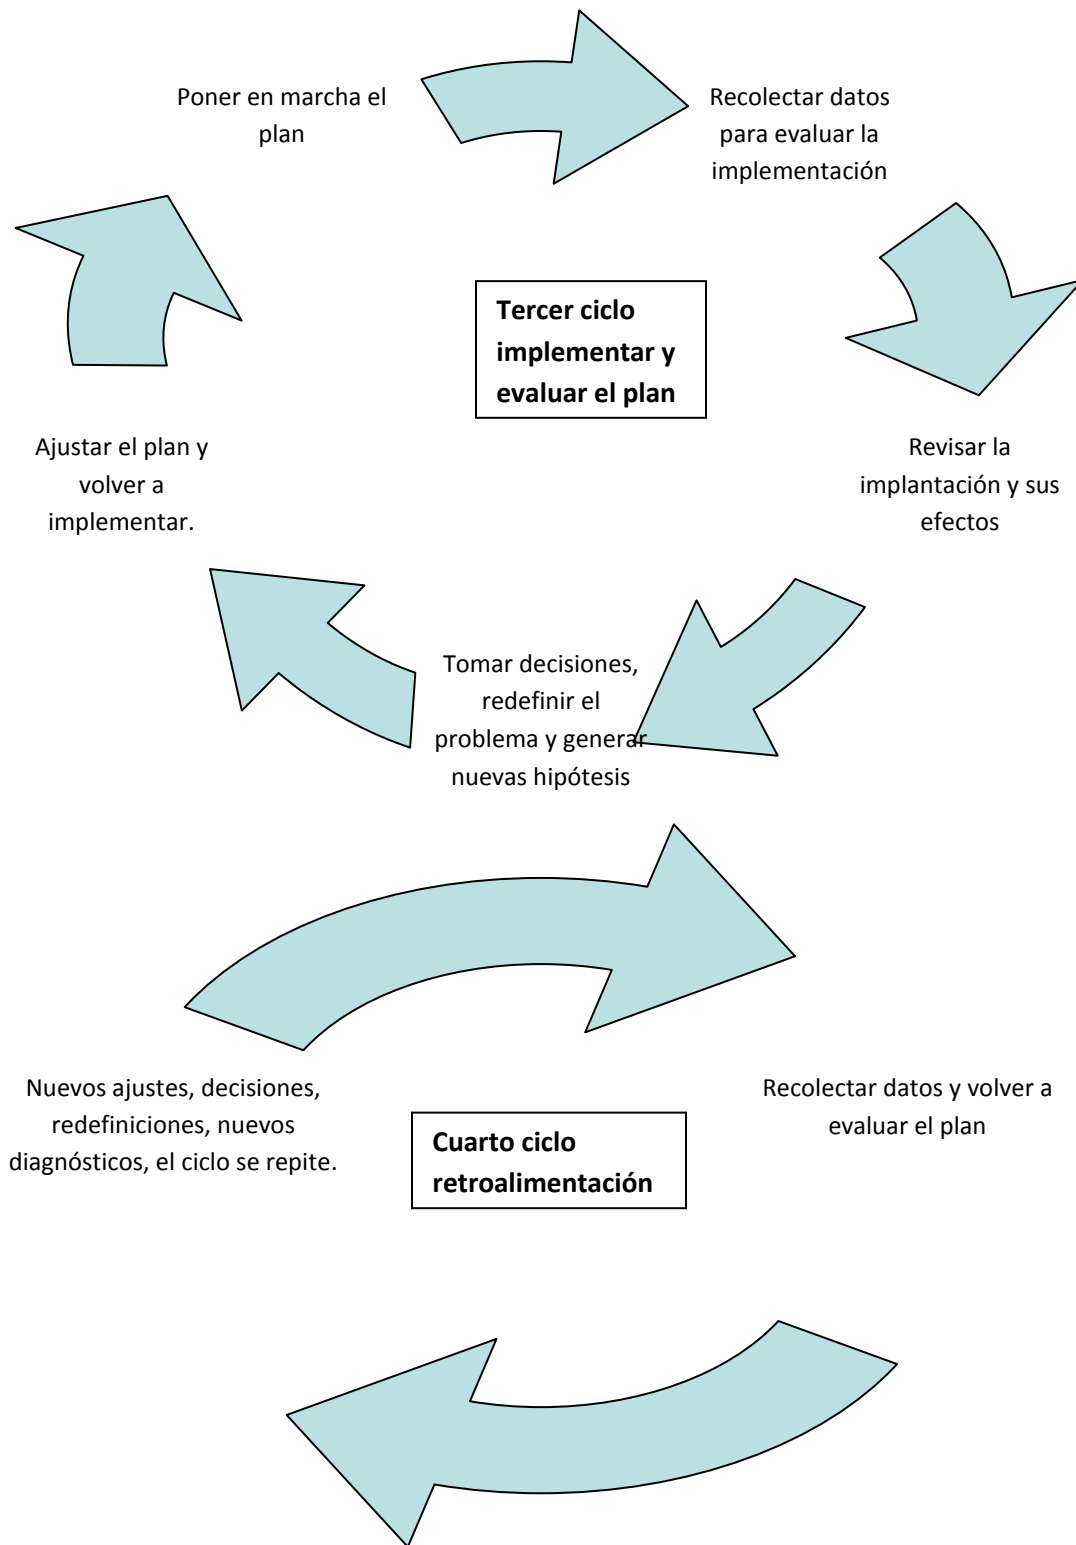 Poner en marcha el
plan
Recolectar datos
para evaluar la
implementación
Tercer ciclo
implementar y
evaluar el plan
Ajustar el plan y
volver a
implementar.
Revisar la
implantación y sus
efectos
Tomar decisiones,
redefinir el
problema y generar
nuevas hipótesis
Nuevos ajustes, decisiones,
redefiniciones, nuevos
diagnósticos, el ciclo se repite.
Cuarto ciclo
retroalimentación
Recolectar datos y volver a
evaluar el plan